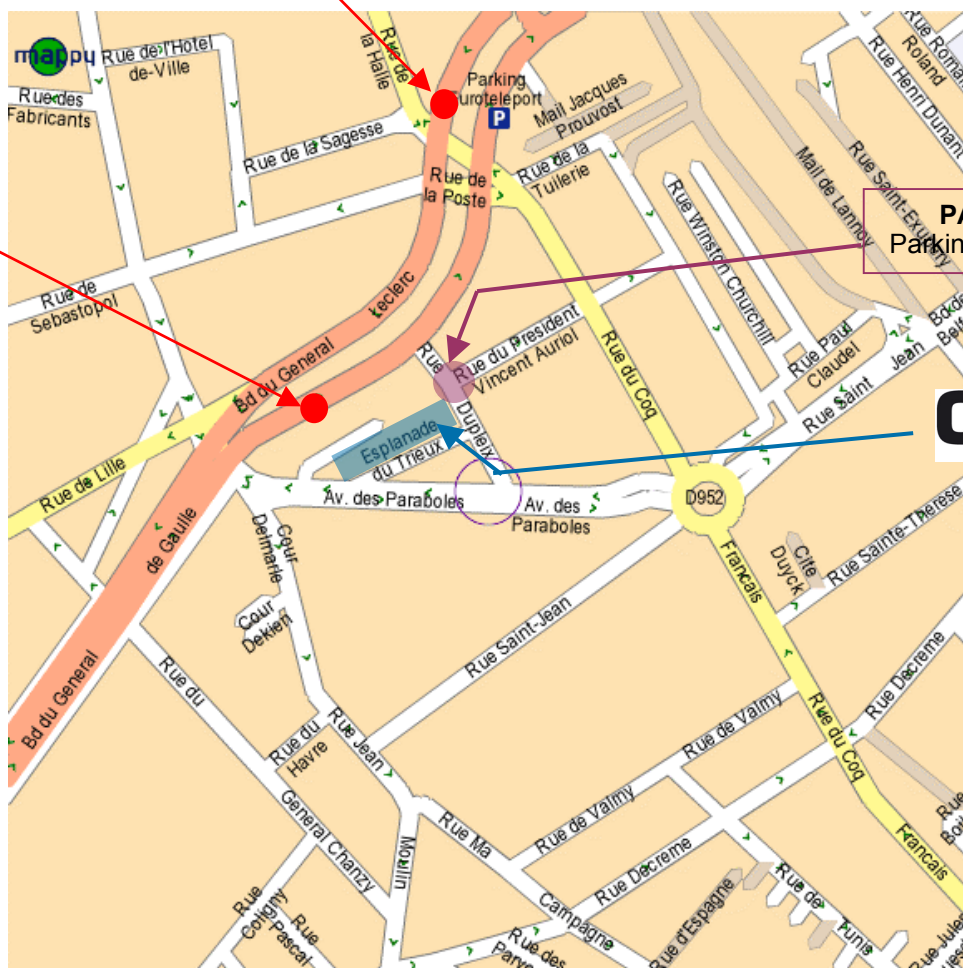 mappy
Rue de l'Hotel
de-Ville
Rue des
Fabricants
Rue de
la Halle
Parking
Euroteleport
P
Mail Jacques
Prouvost
Rue de la Sagesse
Rue de la
Tuilerie
Rue de
la Poste
Rue Romain
Roland
Rue Henri Dunant
Mail de Lannoy
Rue Saint-Exupery
Rue Winston Churchill
PA
Parkin
Rue de
Sebastopol
Leclerc
Bd du General
Rue du President
Vincent Auriol
Rue
Dupleix
Rue du Coq
Rue Paul
Claudel
Rue Saint
Jean
Bd de
Belf
Esplanade
du Trieux
Rue de Lille
Av. des Paraboles
Av. des
Paraboles
D952
de Gaulle
Bd du General
Cour
Delmarle
Cour
Dekien
Francais
Cite
Duyck
Rue Sainte-Therese
Rue Saint-Jean
Rue du
Rue du
Havre
Rue Jean
Rue de Valmy
Rue du Coq
Rue Decreme
General Chanzy
Moulin
Rue Ma
Campagne
Rue de Valmy
Rue Decreme
Francais
Rue
Rue
Coligny
Rue
Pascal
Rue des
Parv
Rue d'Espagne
Rue de
Tunis
Rue Jules